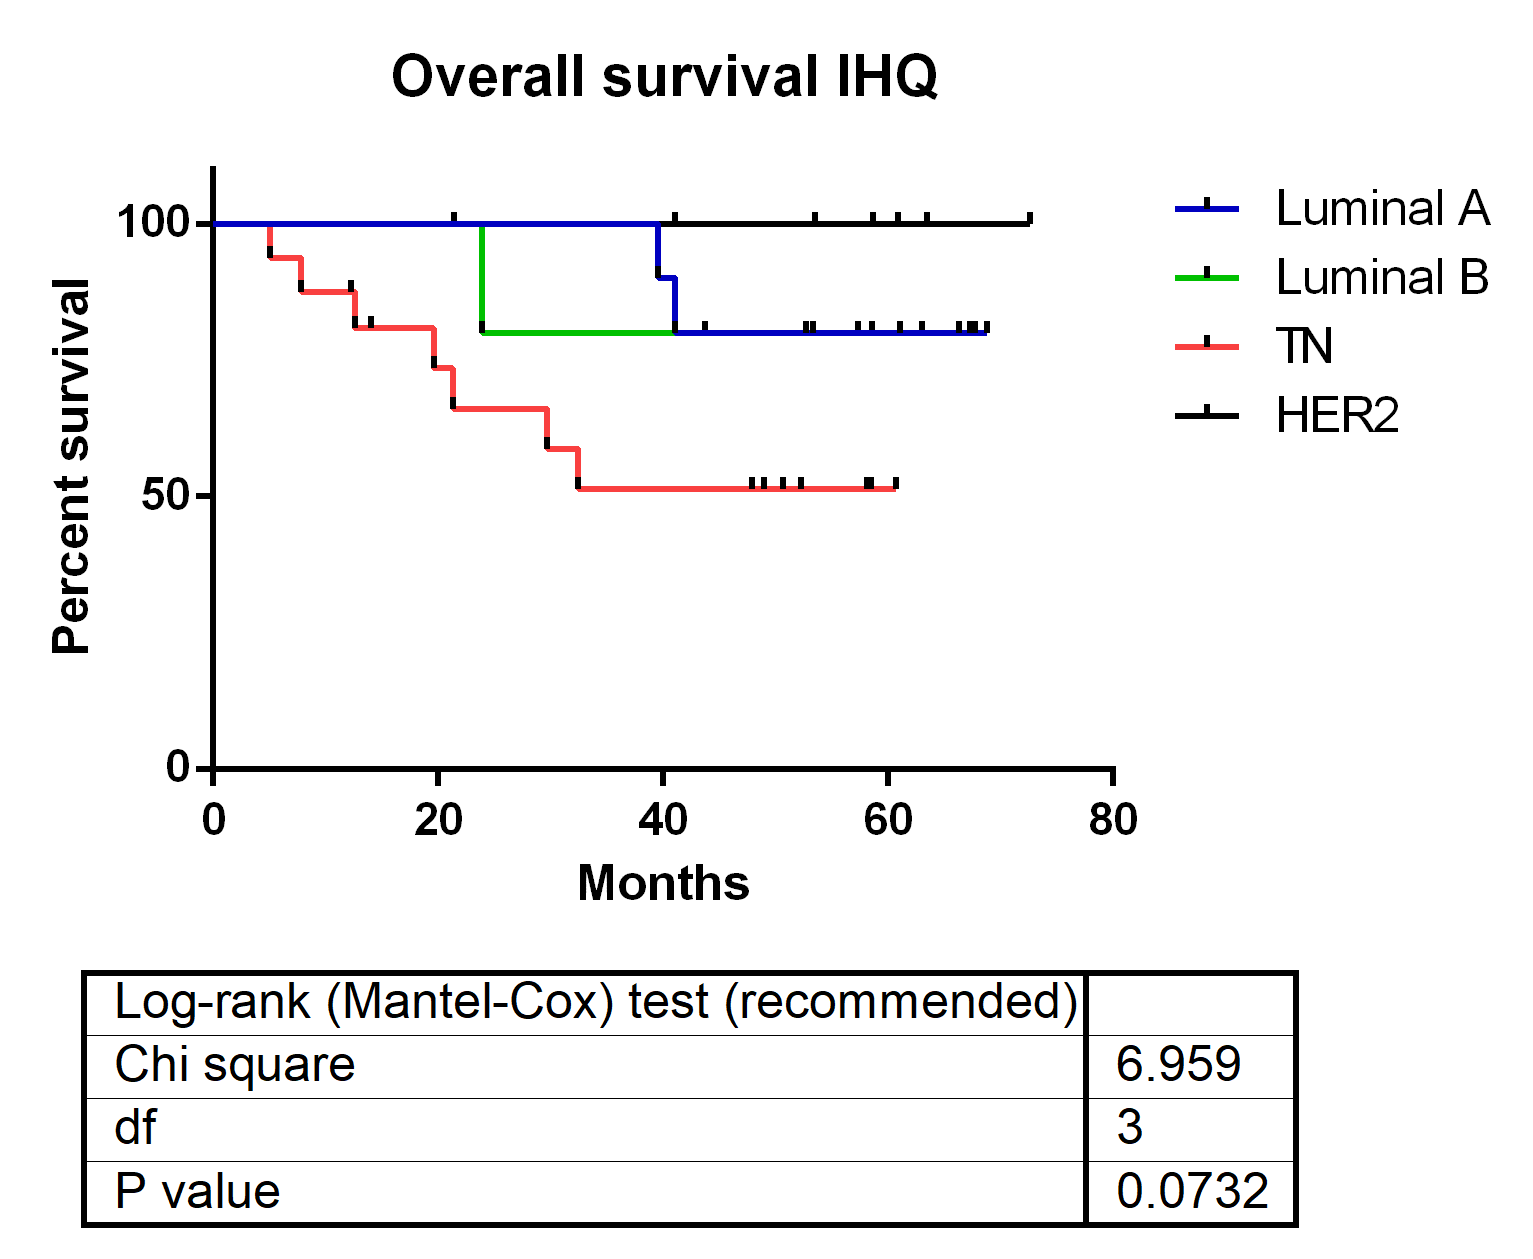 Overall survival IHQ
100
50
0
Percent survival
0 20 40 60 80
Months
Luminal A
Luminal B
TN
HER2
Log-rank (Mantel-Cox) test (recommended)
Chi square 6.959
df 3
P value 0.0732